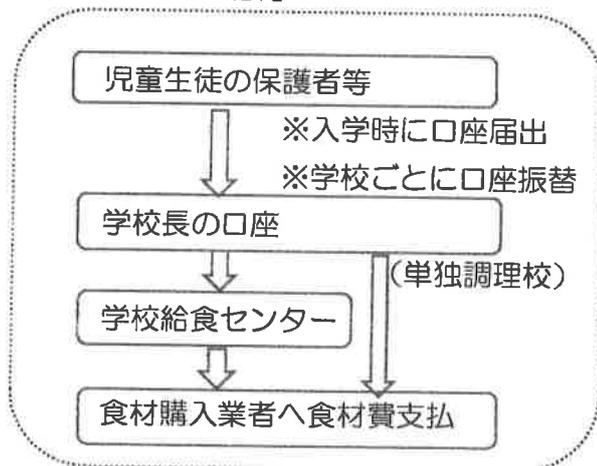 児童生徒の保護者等
※入学時に口座届出
※学校ごとに口座振替
学校長の口座
（単独調理校）
学校給食センター
食材購入業者へ食材費支払